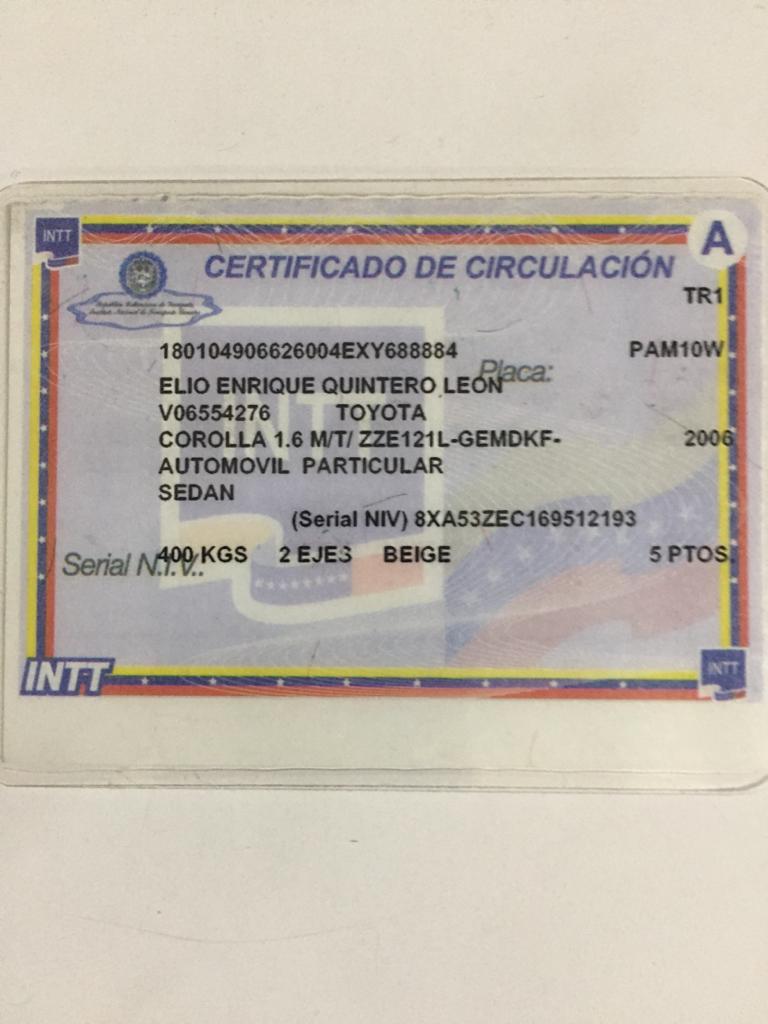 INTT
A
CERTIFICADO DE CIRCULACIÓN
República Bolivariana de Venezuela
Instituto Nacional de Transporte Terrestre
TR1
180104906626004EXY688884
Placa:
PAM10W
ELIO ENRIQUE QUINTERO LEON
V06554276 TOYOTA
COROLLA 1.6 M/T/ ZZE121L-GEMDKF- 2006
AUTOMOVIL PARTICULAR
SEDAN
(Serial NIV) 8XA53ZEC169512193
Serial N.I.V.:
400 KGS 2 EJES BEIGE 5 PTOS.
INTT
INTT
INTT